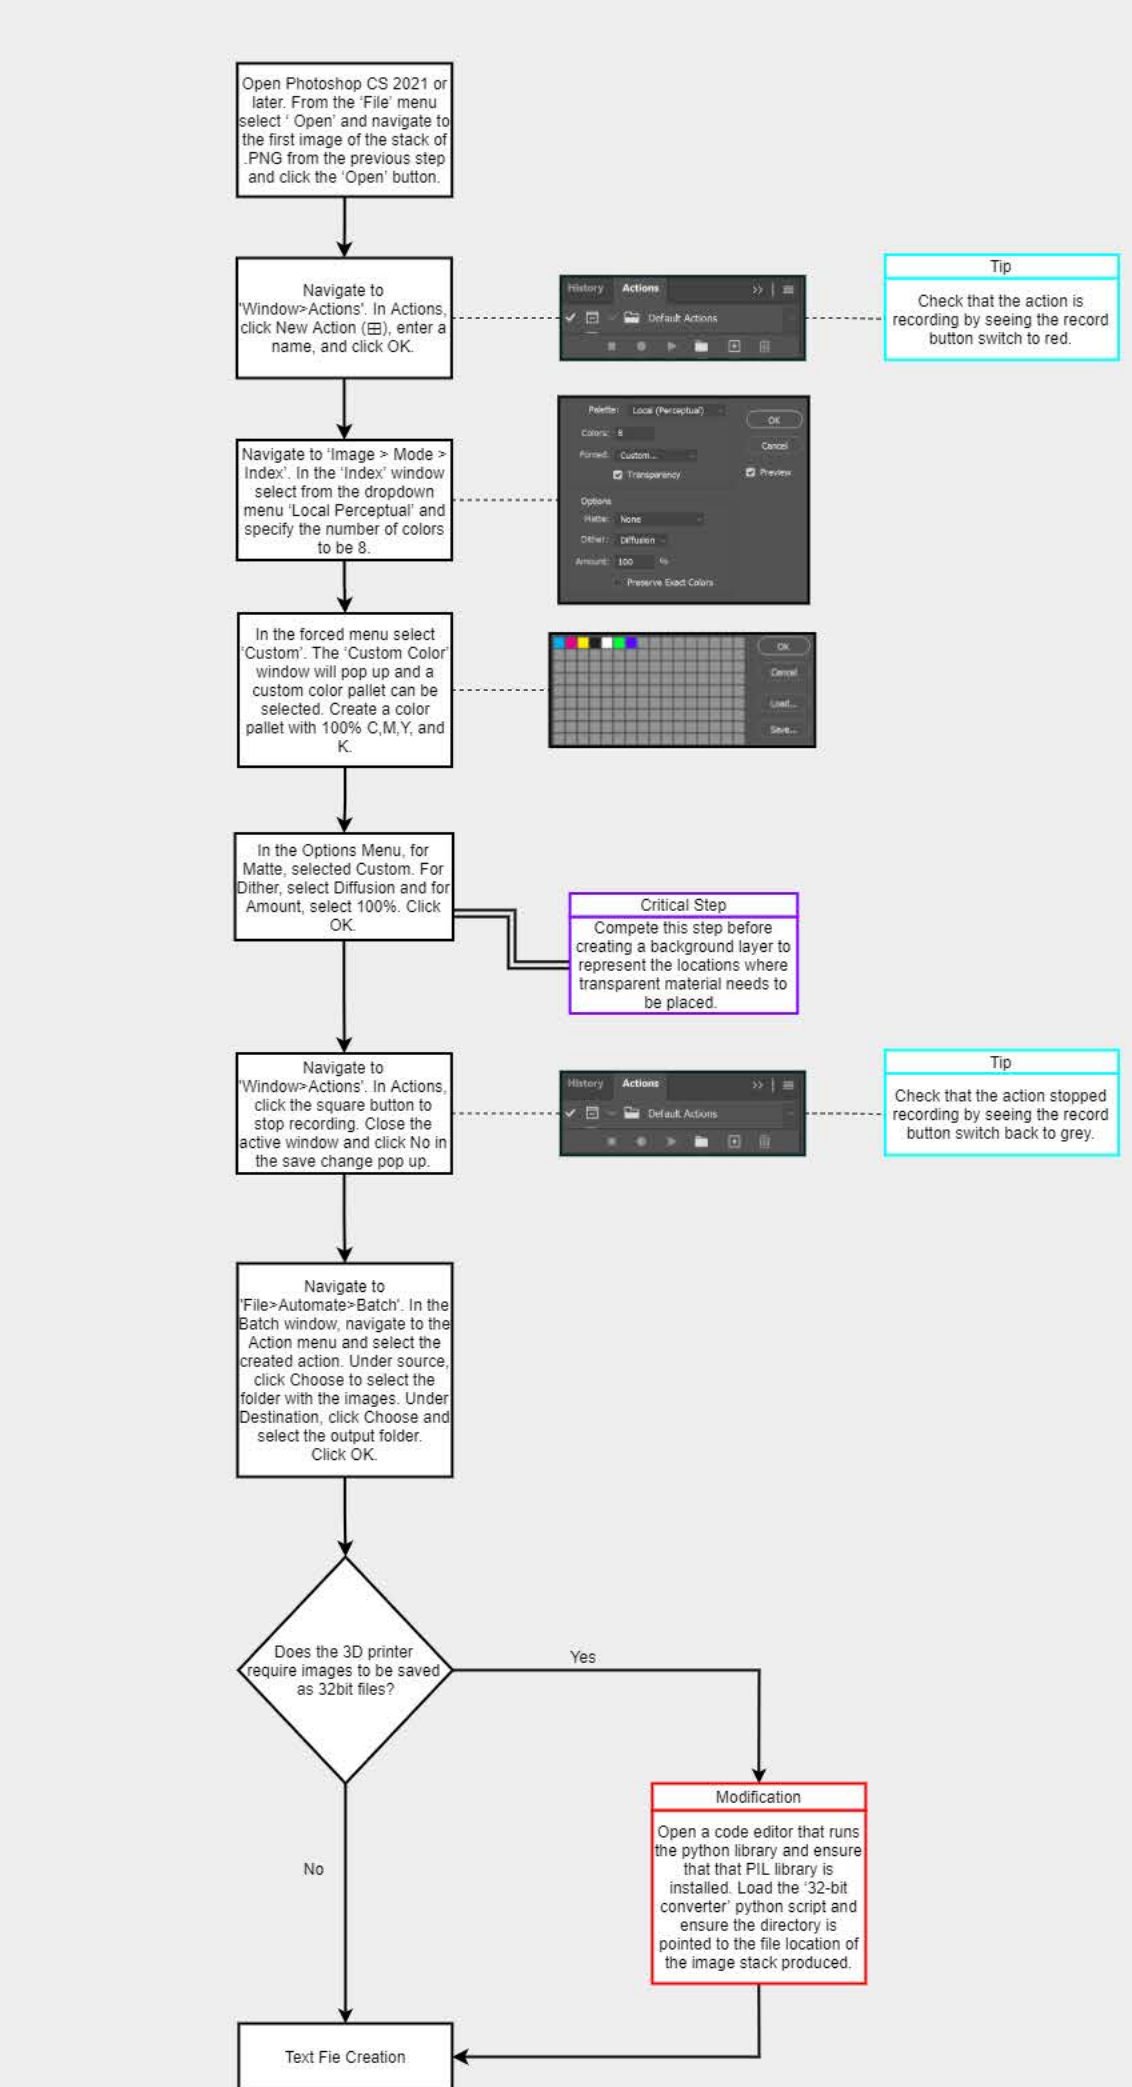 Open Photoshop CS 2021 or
later. From the ‘File’ menu
select ‘ Open’ and navigate to
the first image of the stack of
.PNG from the previous step
and click the ‘Open’ button.
Navigate to
'Window>Actions'. In Actions,
click New Action (⊞), enter a
name, and click OK.
History Actions
Default Actions
Tip
Check that the action is
recording by seeing the record
button switch to red.
Navigate to ‘Image > Mode >
Index’. In the ‘Index’ window
select from the dropdown
menu ‘Local Perceptual’ and
specify the number of colors
to be 8.
Palette: Local (Perceptual)
OK
Colors: 8
Cancel
Forced: Custom...
Transparency
Preview
Options
Matte: None
Dither: Diffusion
Amount: 100 %
Preserve Exact Colors
In the forced menu select
‘Custom’. The ‘Custom Color’
window will pop up and a
custom color pallet can be
selected. Create a color
pallet with 100% C,M,Y, and
K.
OK
Cancel
Load...
Save...
In the Options Menu, for
Matte, selected Custom. For
Dither, select Diffusion and for
Amount, select 100%. Click
OK.
Critical Step
Compete this step before
creating a background layer to
represent the locations where
transparent material needs to
be placed.
Navigate to
'Window>Actions'. In Actions,
click the square button to
stop recording. Close the
active window and click No in
the save change pop up.
History Actions
Default Actions
Tip
Check that the action stopped
recording by seeing the record
button switch back to grey.
Navigate to
'File>Automate>Batch'. In the
Batch window, navigate to the
Action menu and select the
created action. Under source,
click Choose to select the
folder with the images. Under
Destination, click Choose and
select the output folder.
Click OK.
Does the 3D printer
require images to be saved
as 32bit files?
Yes
No
Modification
Open a code editor that runs
the python library and ensure
that that PIL library is
installed. Load the ‘32-bit
converter’ python script and
ensure the directory is
pointed to the file location of
the image stack produced.
Text Fie Creation